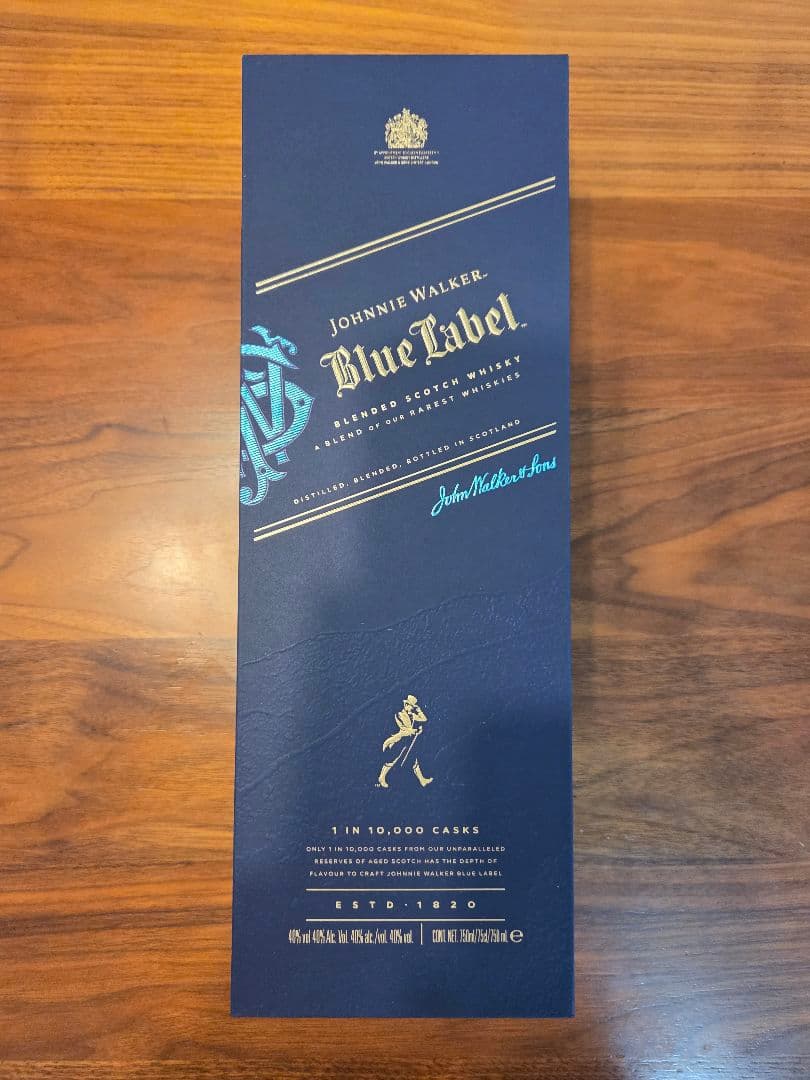 JOHNNIE WALKER™
Blue Label™
BLENDED SCOTCH WHISKY
A BLEND OF OUR RAREST WHISKIES
DISTILLED, BLENDED, BOTTLED IN SCOTLAND
John Walker & Sons
1 IN 10,000 CASKS
ONLY 1 IN 10,000 CASKS FROM OUR UNPARALLELED
RESERVES OF AGED SCOTCH HAS THE DEPTH OF
FLAVOUR TO CRAFT JOHNNIE WALKER BLUE LABEL
ESTD · 1820
40% vol 40% Alc. Vol. 40% alc./vol. 40% vol. | CONT. NET. 750ml/75cl/750 mL ℮